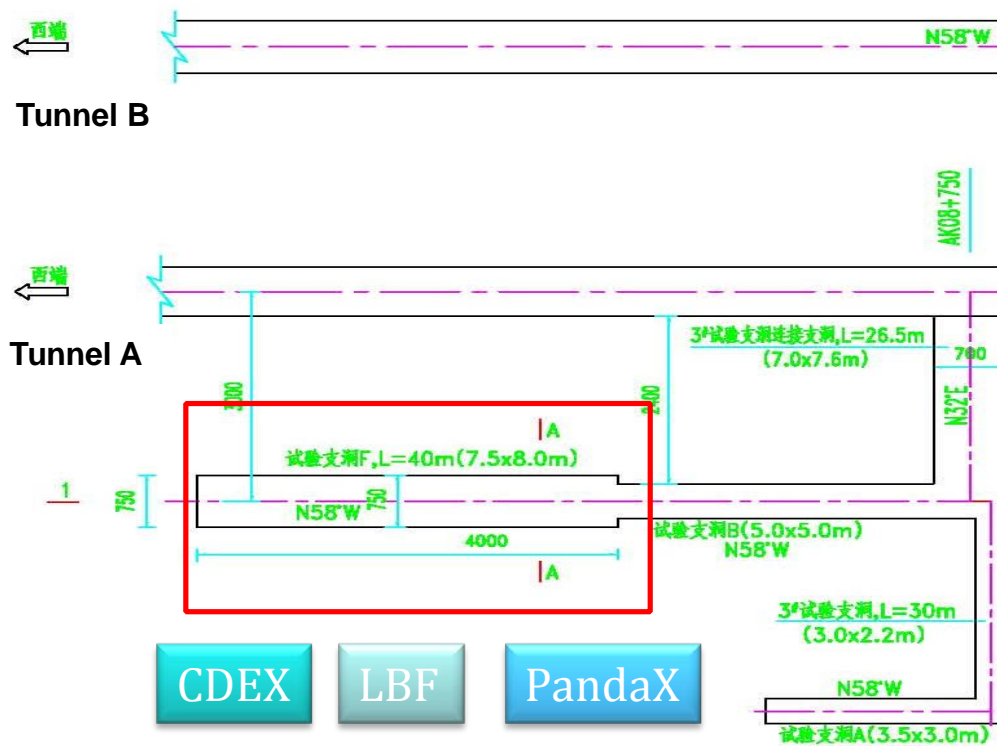 西端
N58°W
Tunnel B
AK08+750
西端
Tunnel A
3#试验支洞连接支洞,L=26.5m
(7.0x7.6m)
700
3000
2400
N32°E
A
试验支洞F,L=40m(7.5x8.0m)
1
750
N58°W
750
4000
试验支洞B(5.0x5.0m)
N58°W
A
3#试验支洞,L=30m
(3.0x2.2m)
CDEX
LBF
PandaX
N58°W
试验支洞A(3.5x3.0m)